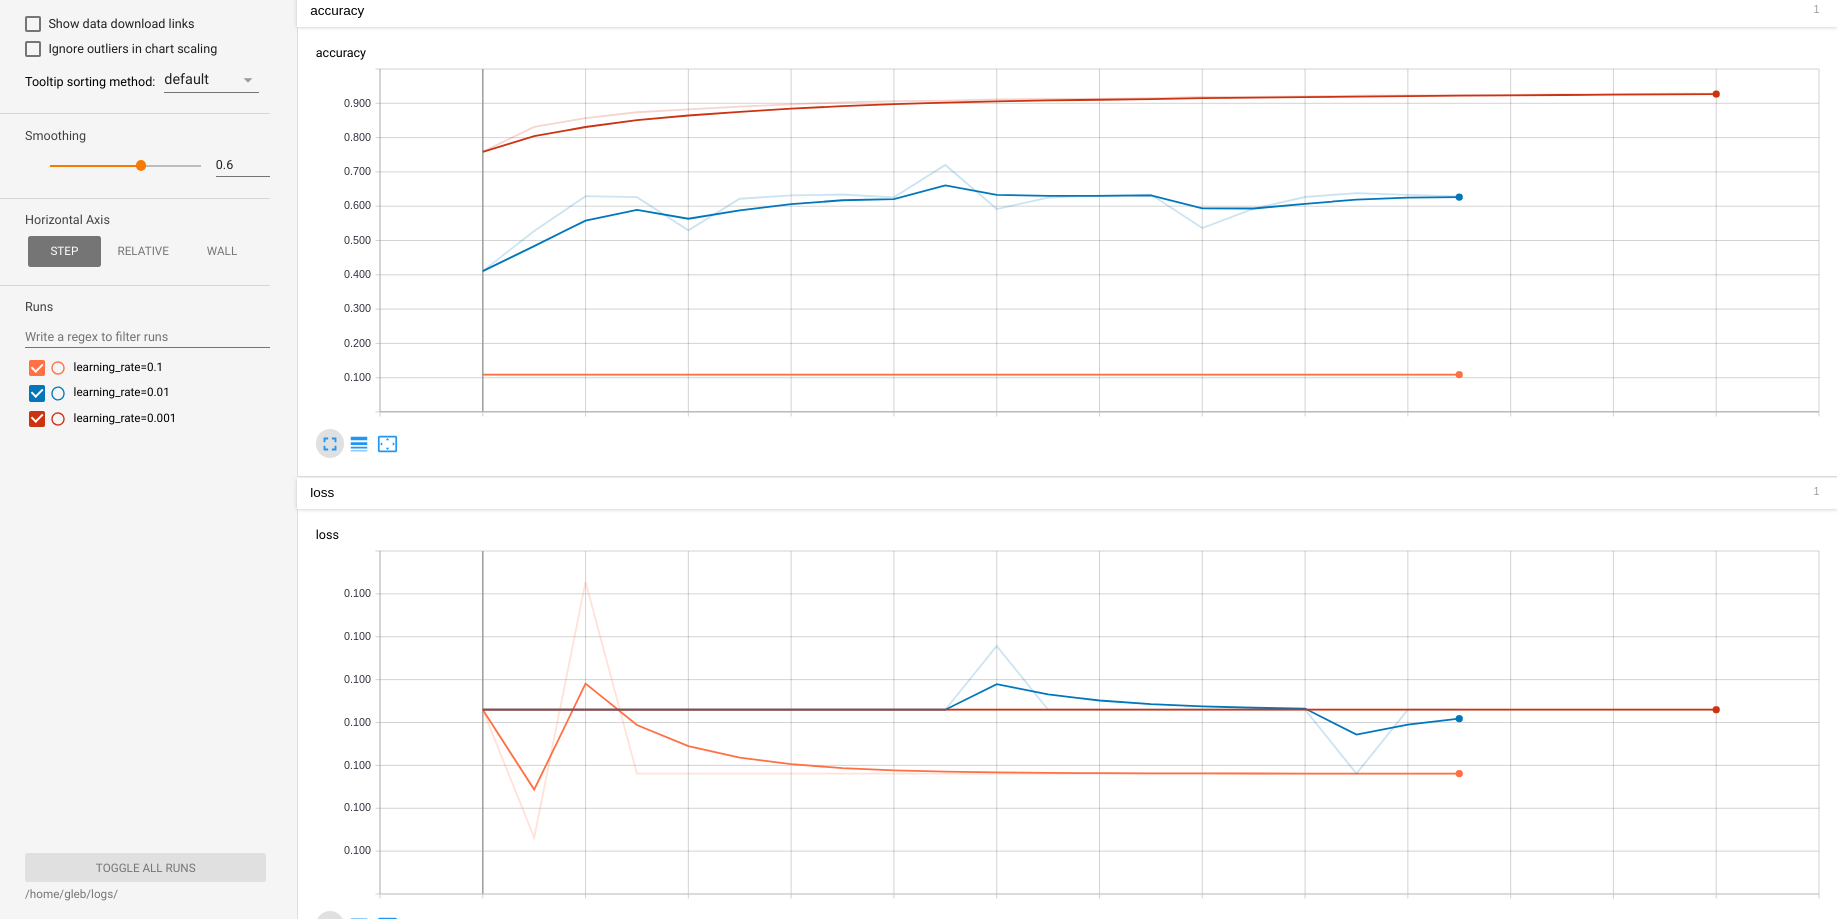 Show data download links
Ignore outliers in chart scaling
Tooltip sorting method: default
Smoothing
0.6
Horizontal Axis
STEP RELATIVE WALL
Runs
Write a regex to filter runs
learning_rate=0.1
learning_rate=0.01
learning_rate=0.001
TOGGLE ALL RUNS
/home/gleb/logs/
accuracy 1
accuracy
0.900
0.800
0.700
0.600
0.500
0.400
0.300
0.200
0.100
loss 1
loss
0.100
0.100
0.100
0.100
0.100
0.100
0.100